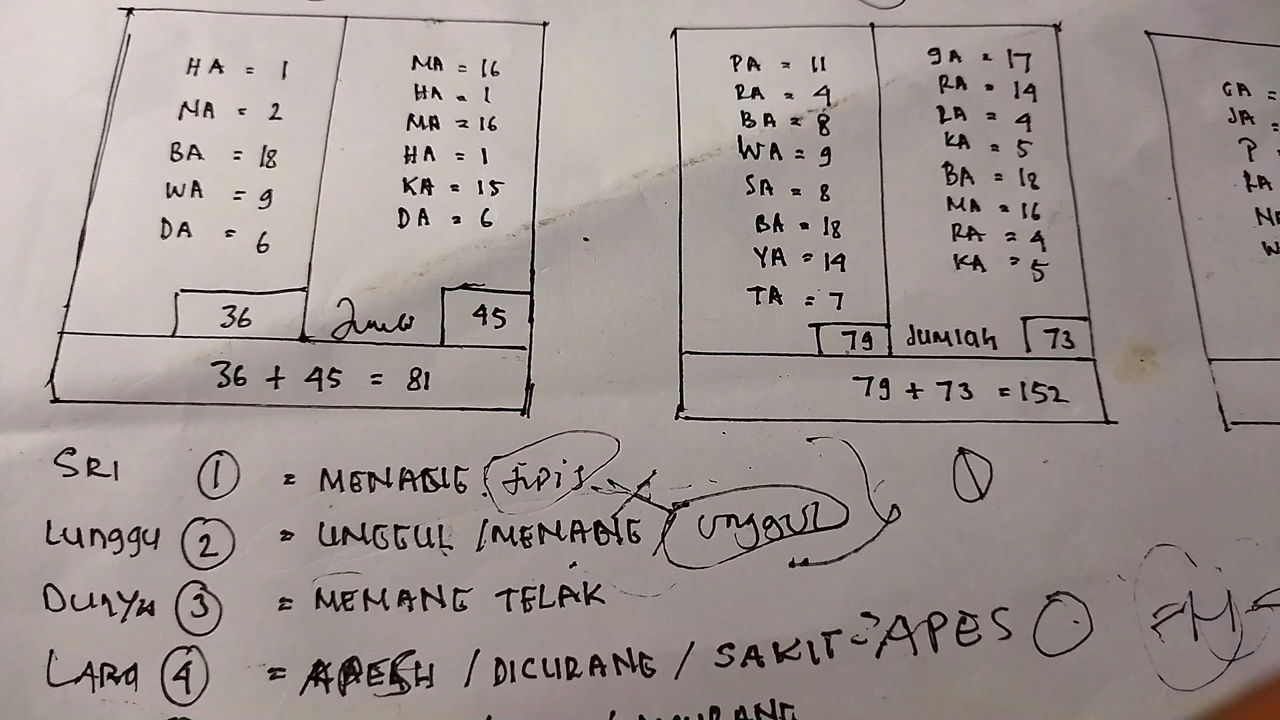 HA = 1
NA = 2
BA = 18
WA = 9
DA = 6
36
MA = 16
HA = 1
MA = 16
HA = 1
KA = 15
DA = 6
45
36 + 45 = 81
PA = 11
RA = 4
BA = 8
WA = 9
SA = 8
BA = 18
YA = 14
TA = 7
79
Jumlah
GA = 17
RA = 14
RA = 4
KA = 5
BA = 18
MA = 16
RA = 4
KA = 5
73
79 + 73 = 152
GA =
JA =
P
RA
SRI 1 = MENANG tipis
Lunggu 2 = UNGGUL / MENANG / unggul
Dunya 3 = MENANG TELAK
LARA 4 = / DICURANG / SAKIT = APES